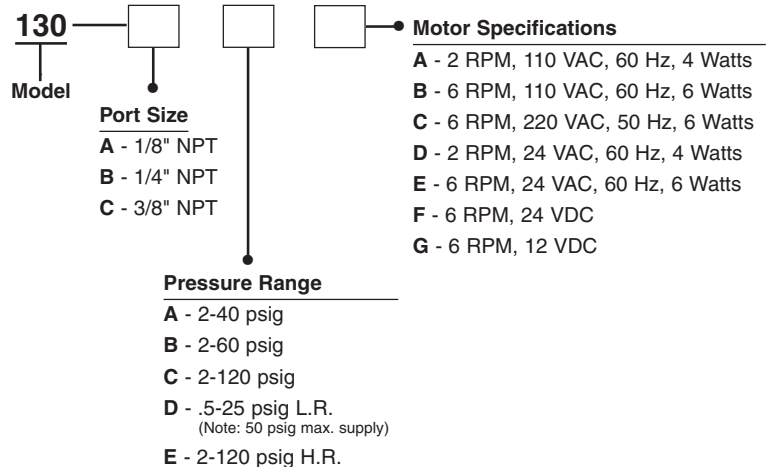 130
Model
Port Size
A - 1/8" NPT
B - 1/4" NPT
C - 3/8" NPT
Pressure Range
A - 2-40 psig
B - 2-60 psig
C - 2-120 psig
D - .5-25 psig L.R.
(Note: 50 psig max. supply)
E - 2-120 psig H.R.
Motor Specifications
A - 2 RPM, 110 VAC, 60 Hz, 4 Watts
B - 6 RPM, 110 VAC, 60 Hz, 6 Watts
C - 6 RPM, 220 VAC, 50 Hz, 6 Watts
D - 2 RPM, 24 VAC, 60 Hz, 4 Watts
E - 6 RPM, 24 VAC, 60 Hz, 6 Watts
F - 6 RPM, 24 VDC
G - 6 RPM, 12 VDC